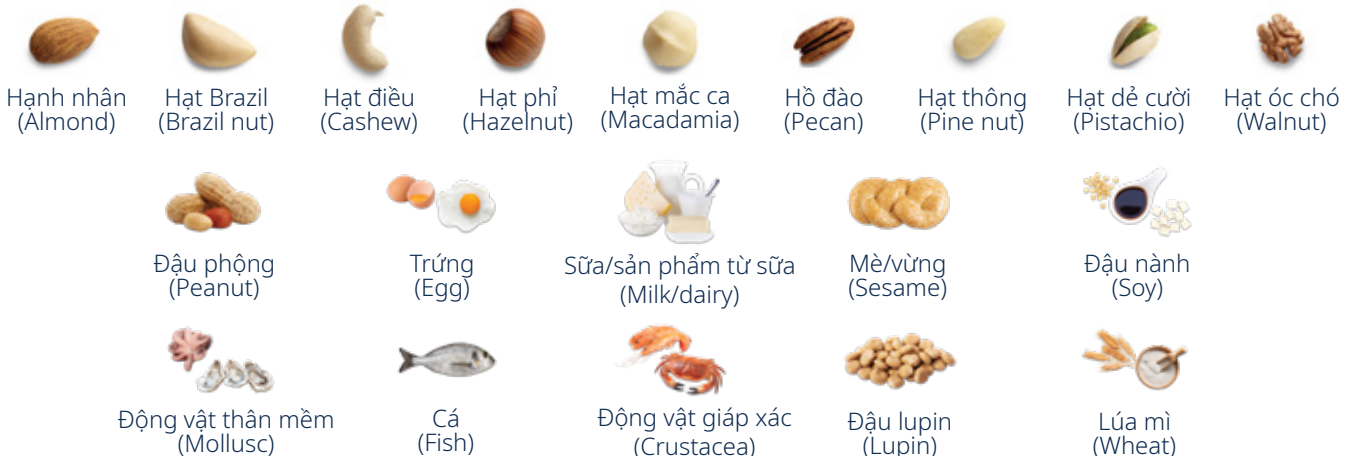 Hạnh nhân
(Almond)
Hạt Brazil
(Brazil nut)
Hạt điều
(Cashew)
Hạt phỉ
(Hazelnut)
Hạt mắc ca
(Macadamia)
Hồ đào
(Pecan)
Hạt thông
(Pine nut)
Hạt dẻ cười
(Pistachio)
Hạt óc chó
(Walnut)
Đậu phộng
(Peanut)
Trứng
(Egg)
Sữa/sản phẩm từ sữa
(Milk/dairy)
Mè/vừng
(Sesame)
Đậu nành
(Soy)
Động vật thân mềm
(Mollusc)
Cá
(Fish)
Động vật giáp xác
(Crustacea)
Đậu lupin
(Lupin)
Lúa mì
(Wheat)